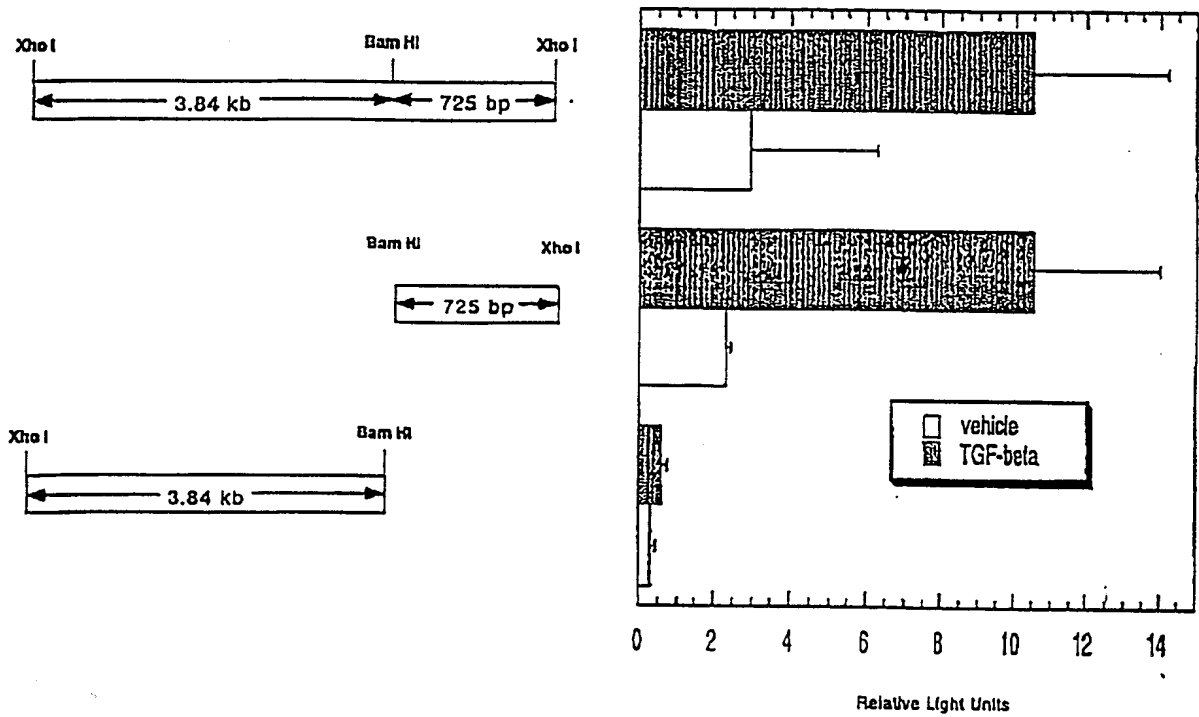 Xho I Bam HI Xho I
3.84 kb 725 bp
Bam HI Xho I
725 bp
Xho I Bam HI
3.84 kb
vehicle
TGF-beta
0 2 4 6 8 10 12 14
Relative Light Units